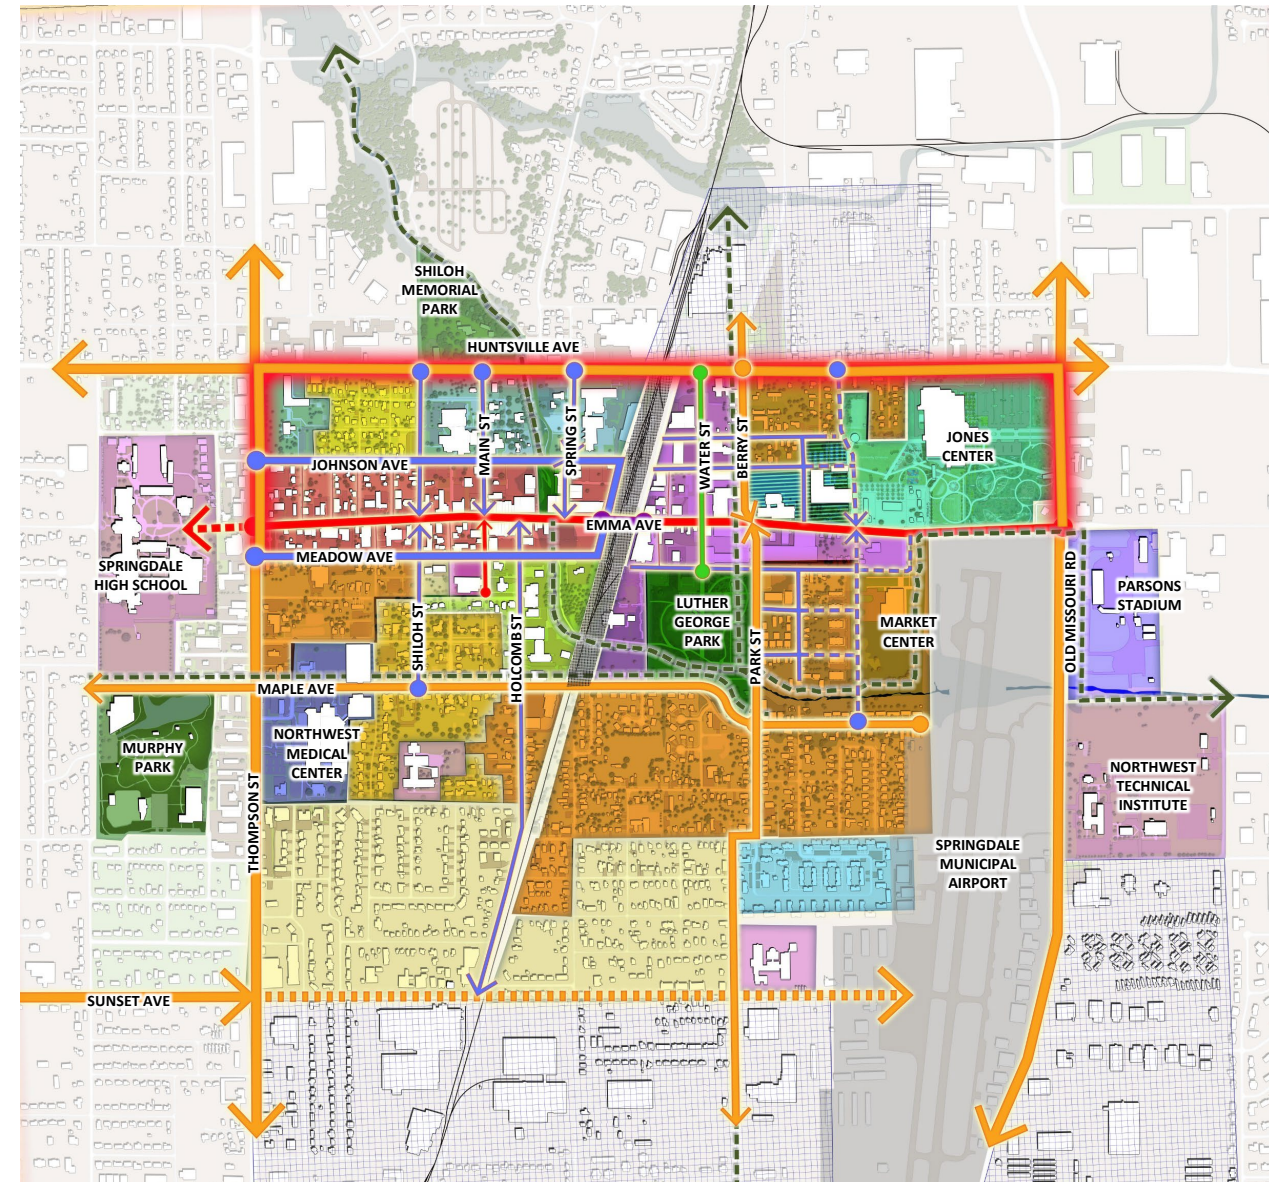 SHILOH
MEMORIAL
PARK
HUNTSVILLE AVE
JOHNSON AVE
MAIN ST
SPRING ST
WATER ST
BERRY ST
JONES
CENTER
EMMA AVE
MEADOW AVE
SPRINGDALE
HIGH SCHOOL
SHILOH ST
HOLCOMB ST
LUTHER
GEORGE
PARK
PARK ST
MARKET
CENTER
OLD MISSOURI RD
PARSONS
STADIUM
MAPLE AVE
MURPHY
PARK
NORTHWEST
MEDICAL
CENTER
THOMPSON ST
NORTHWEST
TECHNICAL
INSTITUTE
SPRINGDALE
MUNICIPAL
AIRPORT
SUNSET AVE